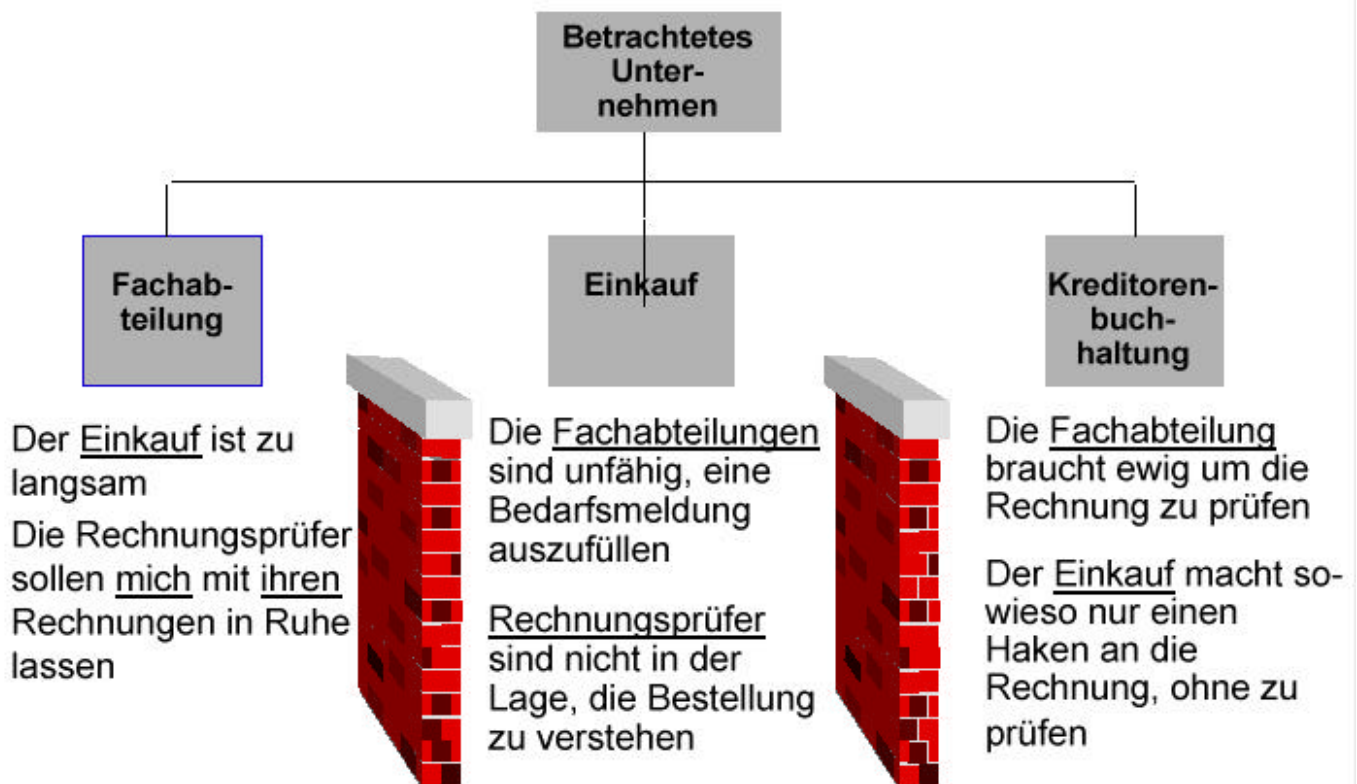 Betrachtetes
Unter-
nehmen
Fachab-
teilung
Einkauf
Kreditoren-
buch-
haltung
Der Einkauf ist zu
langsam
Die Rechnungsprüfer
sollen mich mit ihren
Rechnungen in Ruhe
lassen
Die Fachabteilungen
sind unfähig, eine
Bedarfsmeldung
auszufüllen
Rechnungsprüfer
sind nicht in der
Lage, die Bestellung
zu verstehen
Die Fachabteilung
braucht ewig um die
Rechnung zu prüfen
Der Einkauf macht so-
wieso nur einen
Haken an die
Rechnung, ohne zu
prüfen